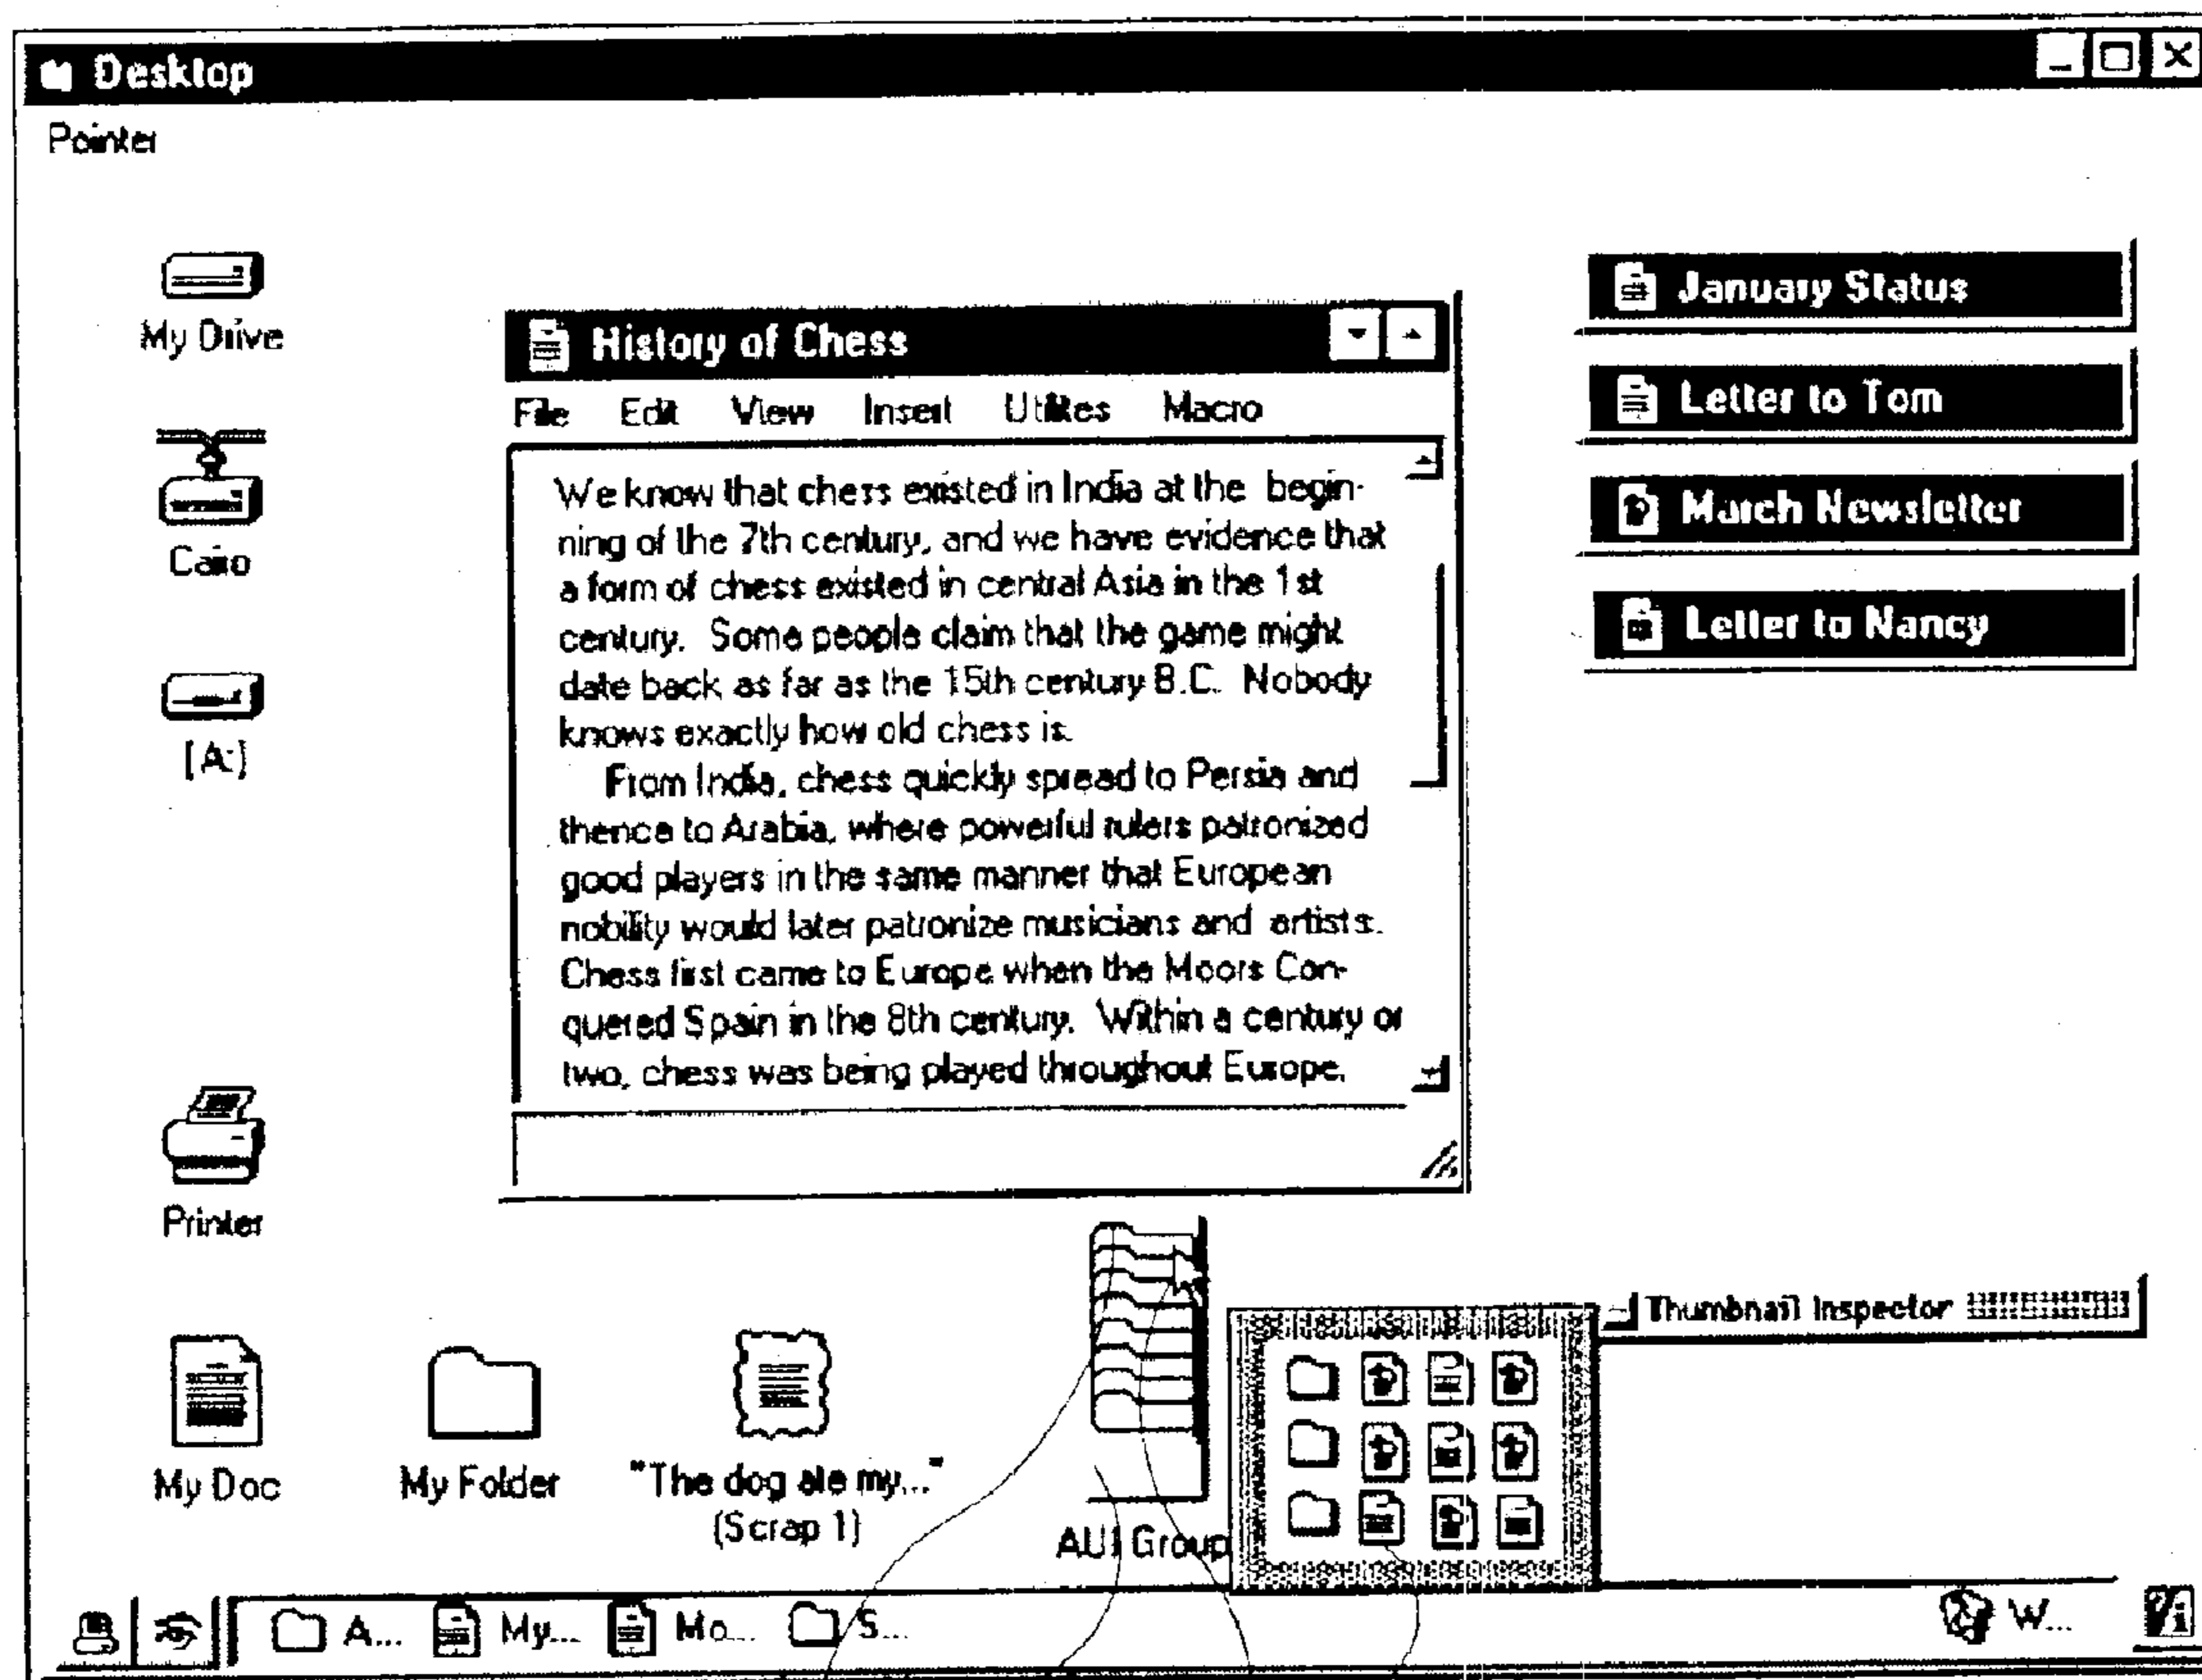 Desktop
Pointer
My Drive
Cairo
[A:]
Printer
My Doc
My Folder
"The dog ate my..."
(Scrap 1)
AUI Group
History of Chess
File Edit View Insert Utilites Macro
We know that chess existed in India at the begin-
ning of the 7th century, and we have evidence that
a form of chess existed in central Asia in the 1st
century. Some people claim that the game might
date back as far as the 15th century B.C. Nobody
knows exactly how old chess is.
From India, chess quickly spread to Persia and
thence to Arabia, where powerful rulers patronized
good players in the same manner that European
nobility would later patronize musicians and artists.
Chess first came to Europe when the Moors Con-
quered Spain in the 8th century. Within a century or
two, chess was being played throughout Europe.
January Status
Letter to Tom
March Newsletter
Letter to Nancy
Thumbnail Inspector
A... My... Mo... S... W...